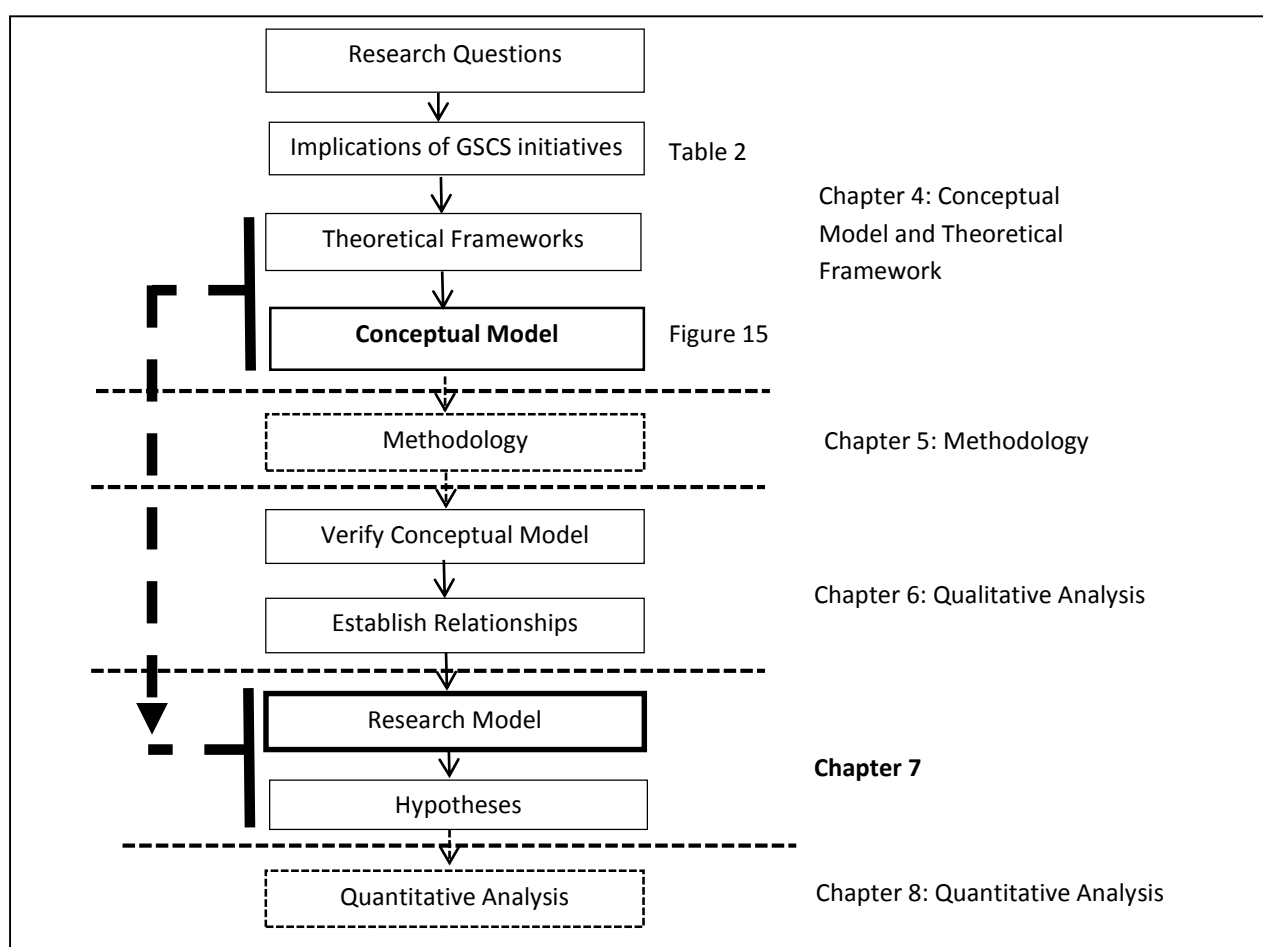 Research Questions
Implications of GSCS initiatives
Table 2
Theoretical Frameworks
Chapter 4: Conceptual
Model and Theoretical
Framework
Conceptual Model
Figure 15
Methodology
Chapter 5: Methodology
Verify Conceptual Model
Establish Relationships
Chapter 6: Qualitative Analysis
Research Model
Hypotheses
Chapter 7
Quantitative Analysis
Chapter 8: Quantitative Analysis